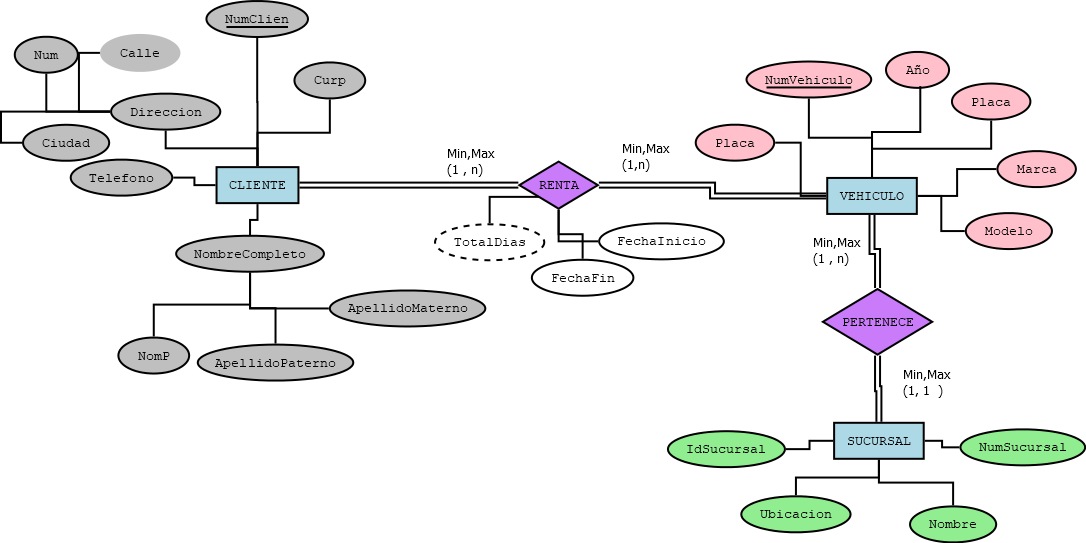 NumClien
Num
Calle
Curp
Direccion
Ciudad
Telefono
CLIENTE
NombreCompleto
ApellidoMaterno
NomP
ApellidoPaterno
Min,Max
(1 , n)
RENTA
Min,Max
(1,n)
TotalDias
FechaInicio
FechaFin
NumVehiculo
Año
Placa
Placa
Marca
VEHICULO
Modelo
Min,Max
(1 , n)
PERTENECE
Min,Max
(1, 1 )
SUCURSAL
IdSucursal
NumSucursal
Ubicacion
Nombre